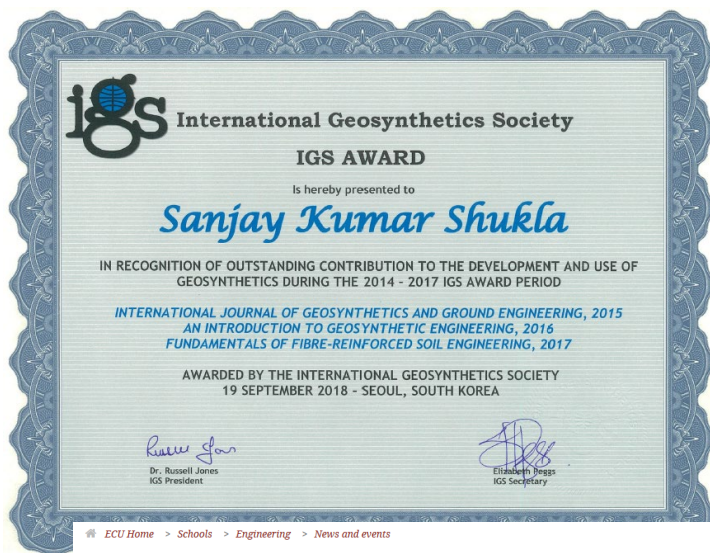 igs International Geosynthetics Society
IGS AWARD
Is hereby presented to
Sanjay Kumar Shukla
IN RECOGNITION OF OUTSTANDING CONTRIBUTION TO THE DEVELOPMENT AND USE OF
GEOSYNTHETICS DURING THE 2014 - 2017 IGS AWARD PERIOD
INTERNATIONAL JOURNAL OF GEOSYNTHETICS AND GROUND ENGINEERING, 2015
AN INTRODUCTION TO GEOSYNTHETIC ENGINEERING, 2016
FUNDAMENTALS OF FIBRE-REINFORCED SOIL ENGINEERING, 2017
AWARDED BY THE INTERNATIONAL GEOSYNTHETICS SOCIETY
19 SEPTEMBER 2018 - SEOUL, SOUTH KOREA
Dr. Russell Jones
IGS President
Elizabeth Peggs
IGS Secretary
ECU Home > Schools > Engineering > News and events